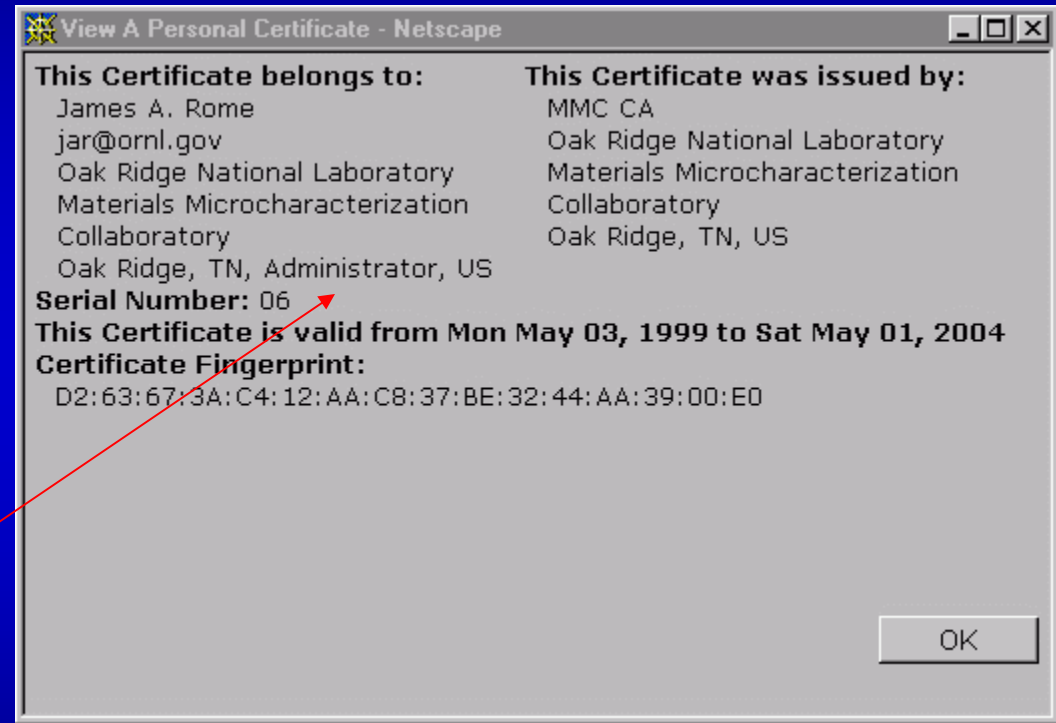 View A Personal Certificate - Netscape
This Certificate belongs to:
James A. Rome
jar@ornl.gov
Oak Ridge National Laboratory
Materials Microcharacterization
Collaboratory
Oak Ridge, TN, Administrator, US
This Certificate was issued by:
MMC CA
Oak Ridge National Laboratory
Materials Microcharacterization
Collaboratory
Oak Ridge, TN, US
Serial Number: 06
This Certificate is valid from Mon May 03, 1999 to Sat May 01, 2004
Certificate Fingerprint:
D2:63:67:3A:C4:12:AA:C8:37:BE:32:44:AA:39:00:E0
OK